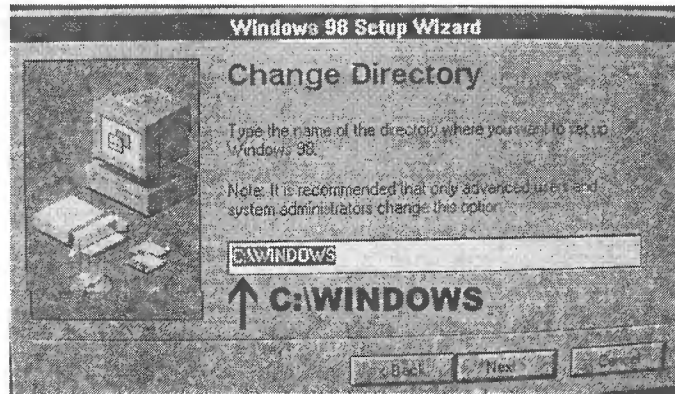 Windows 98 Setup Wizard
Change Directory
Type the name of the directory where you want to set up
Windows 98.
Note: It is recommended that only advanced users and
system administrators change this option.
C:\WINDOWS
C:\WINDOWS
< Back
Next >
Cancel